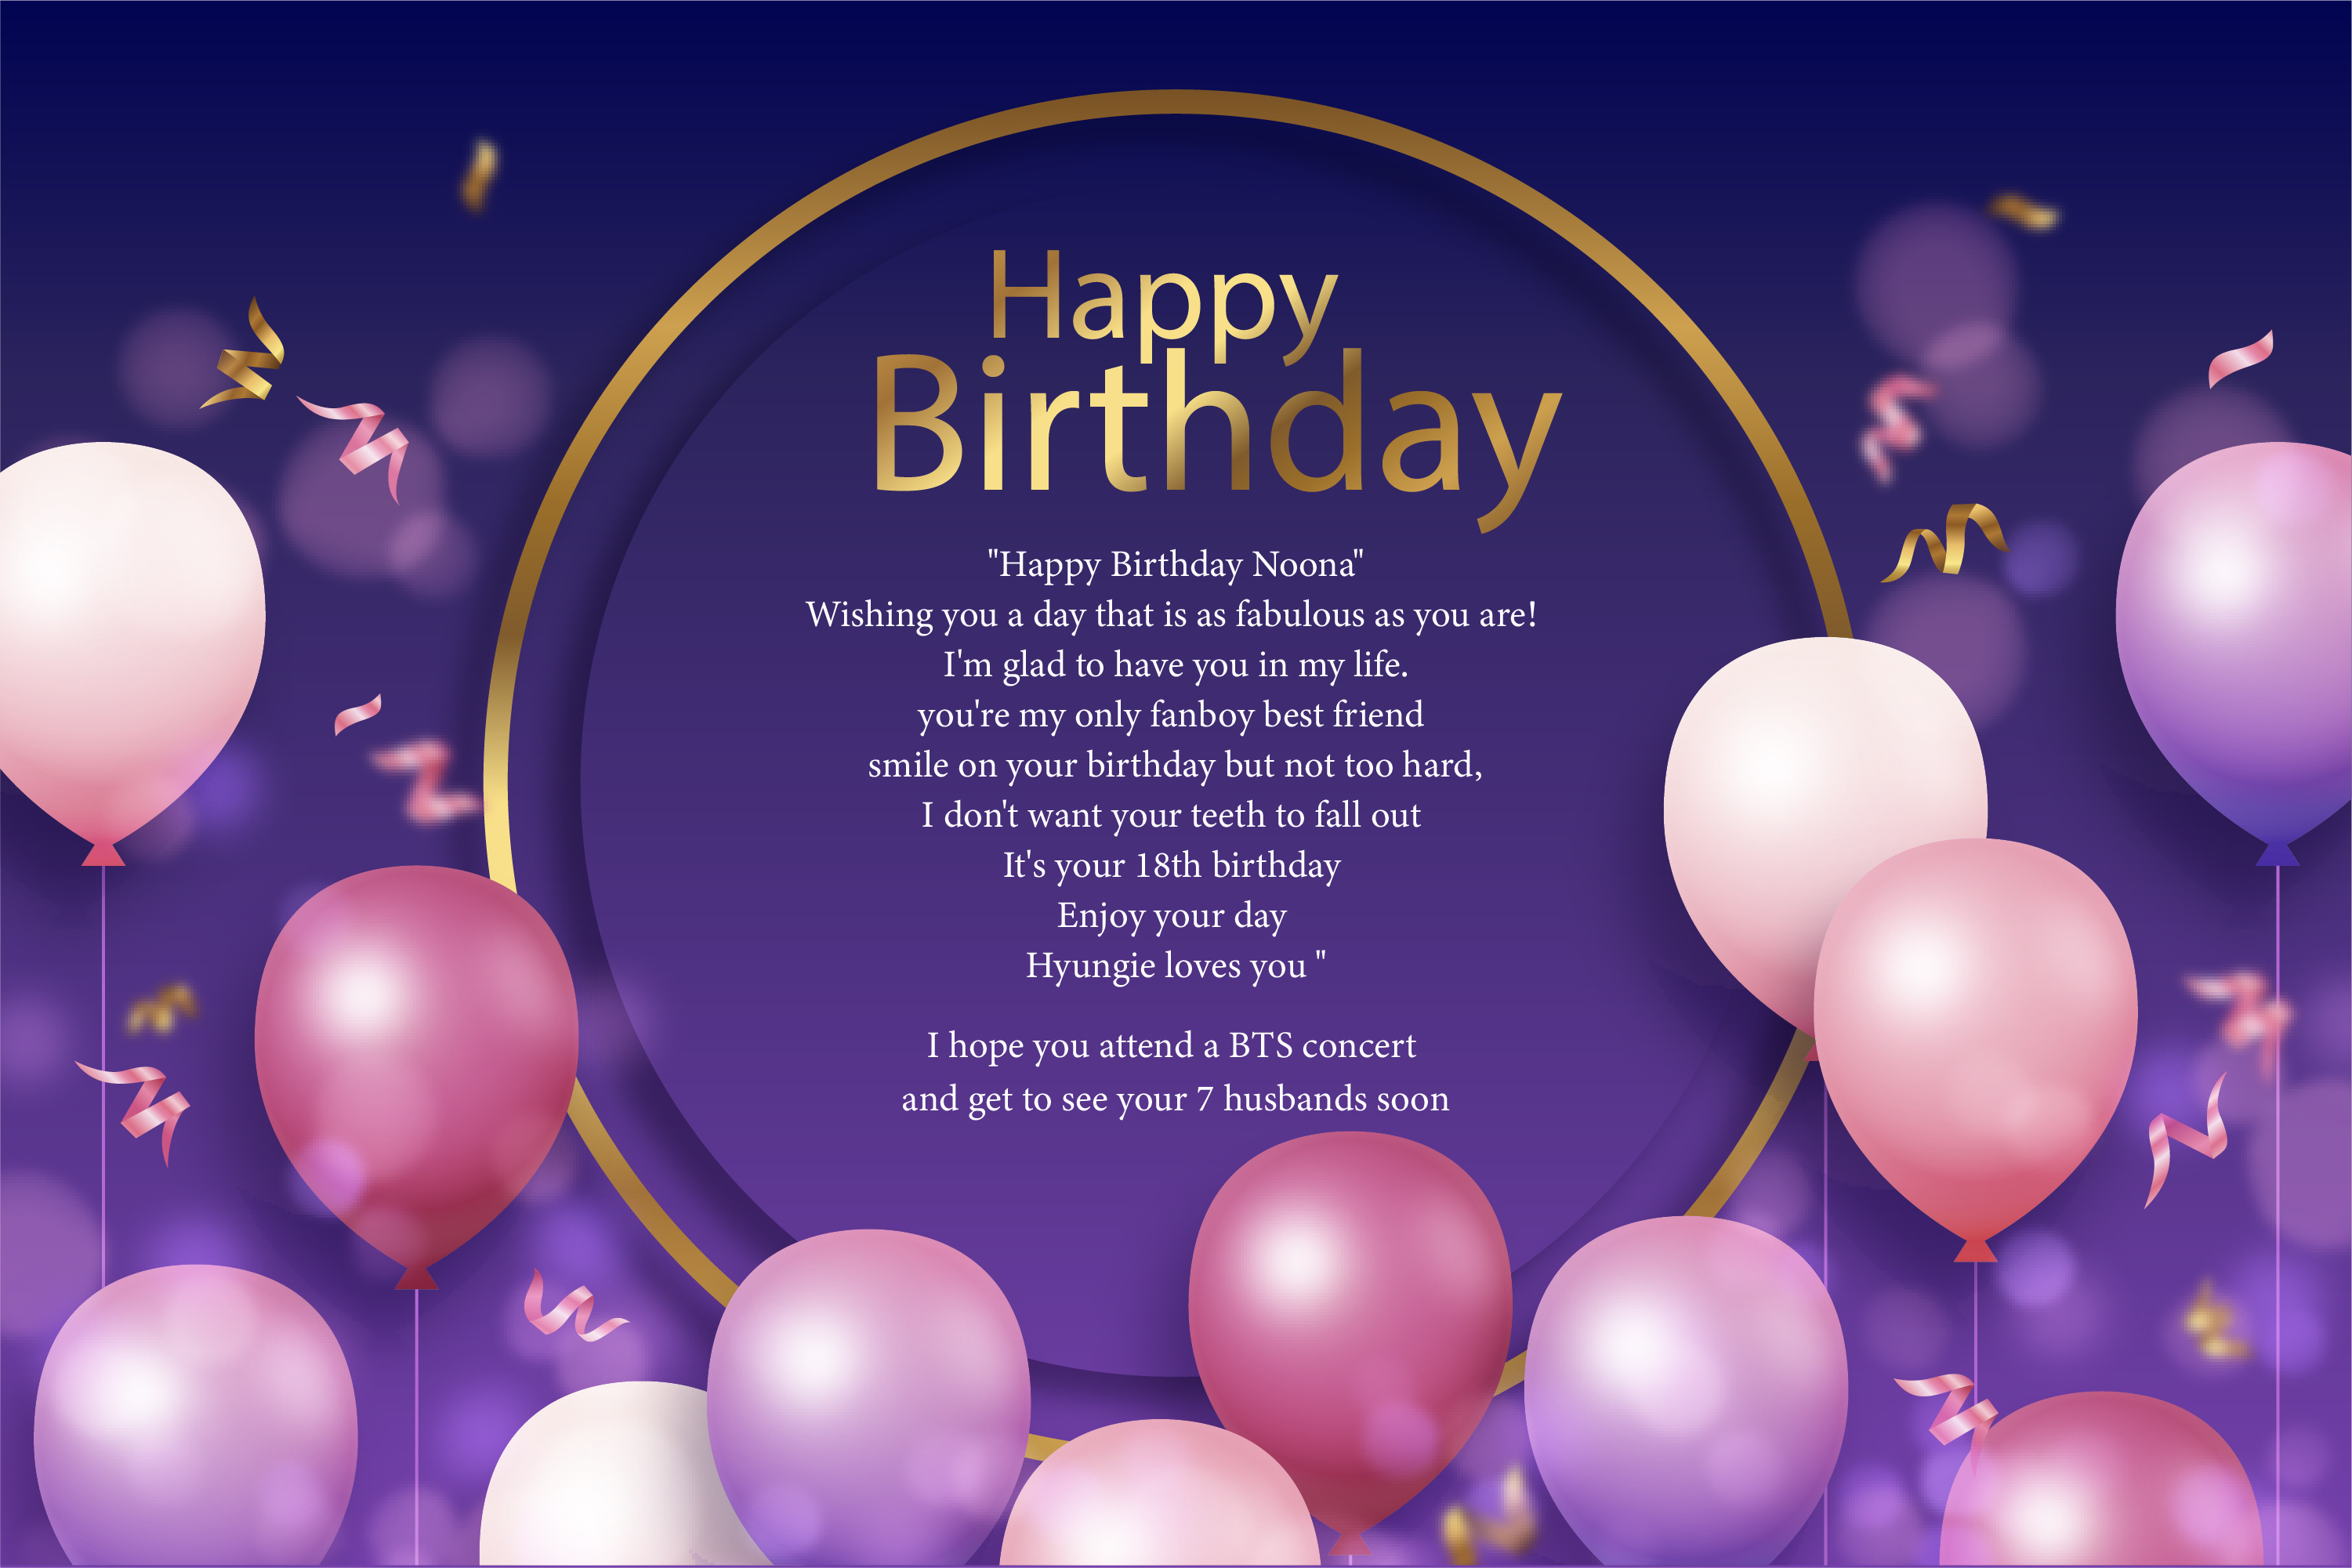 Happy
Birthday
"Happy Birthday Noona"
Wishing you a day that is as fabulous as you are!
I'm glad to have you in my life.
you're my only fanboy best friend
smile on your birthday but not too hard,
I don't want your teeth to fall out
It's your 18th birthday
Enjoy your day
Hyungie loves you "
I hope you attend a BTS concert
and get to see your 7 husbands soon